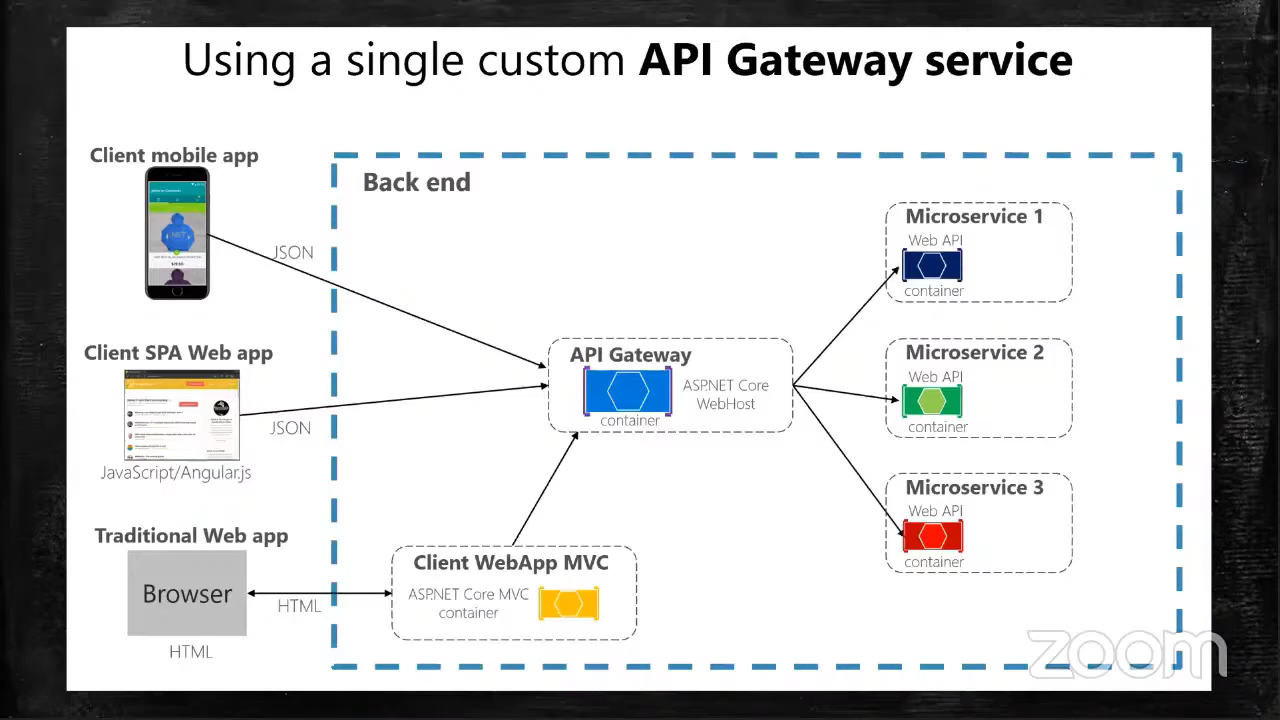 Using a single custom API Gateway service
Client mobile app
Back end
JSON
Microservice 1
Web API
container
Client SPA Web app
JSON
JavaScript/Angular.js
API Gateway
ASP.NET Core
WebHost
container
Microservice 2
Web API
container
Microservice 3
Web API
container
Traditional Web app
Browser
HTML
HTML
Client WebApp MVC
ASP.NET Core MVC
container
zoom